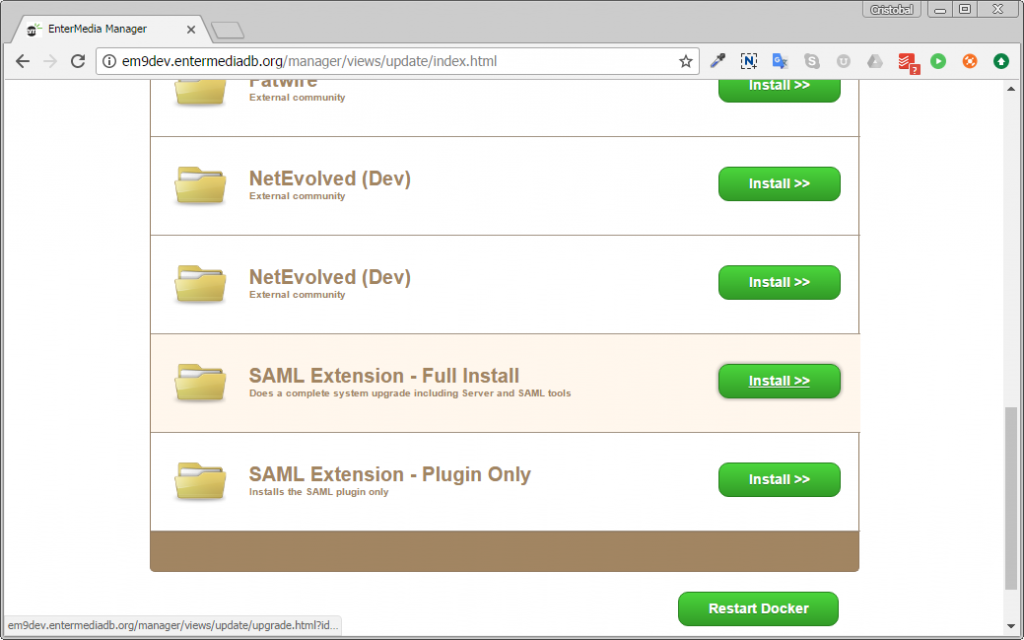 Cristobal
EnterMedia Manager
em9dev.entermediadb.org/manager/views/update/index.html
Fatwire
External community
Install >>
NetEvolved (Dev)
External community
Install >>
NetEvolved (Dev)
External community
Install >>
SAML Extension - Full Install
Does a complete system upgrade including Server and SAML tools
Install >>
SAML Extension - Plugin Only
Installs the SAML plugin only
Install >>
Restart Docker
em9dev.entermediadb.org/manager/views/update/upgrade.html?id...